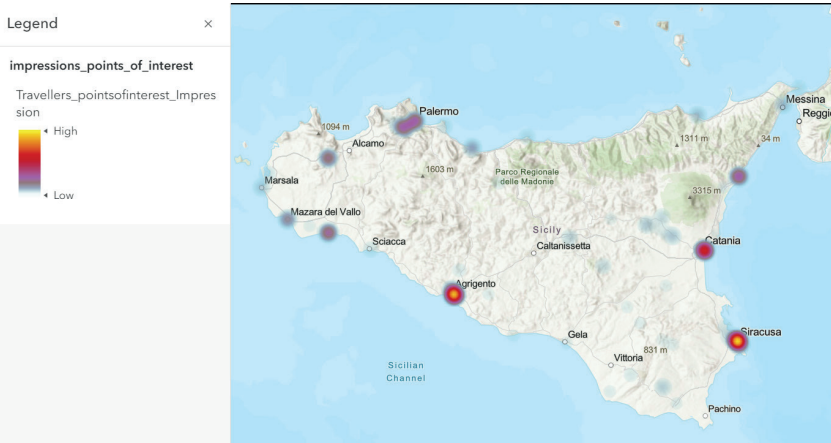 Legend
×
impressions_points_of_interest
Travellers_pointsofinterest_Impres
sion
High
Low
Messina
Palermo
Reggi
1094 m
1311 m
34 m
Alcamo
1603 m
Parco Regionale
delle Madonie
Marsala
3315 m
Mazara del Vallo
Sicily
Sciacca
Caltanissetta
Catania
Agrigento
Siracusa
Gela
831 m
Vittoria
Sicilian
Channel
Pachino